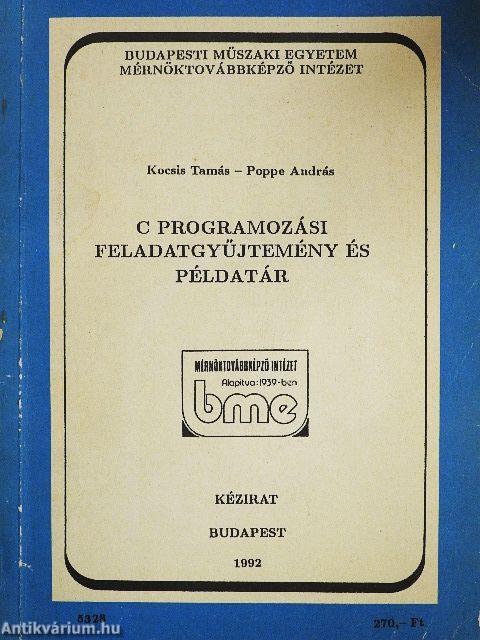 BUDAPESTI MŰSZAKI EGYETEM
MÉRNÖKTOVÁBBKÉPZŐ INTÉZET
Kocsis Tamás – Poppe András
C PROGRAMOZÁSI
FELADATGYŰJTEMÉNY ÉS
PÉLDATÁR
MÉRNÖKTOVÁBBKÉPZŐ INTÉZET
Alapítva: 1939-ben
bme
KÉZIRAT
BUDAPEST
1992
5328
270,– Ft
Antikvárium.hu